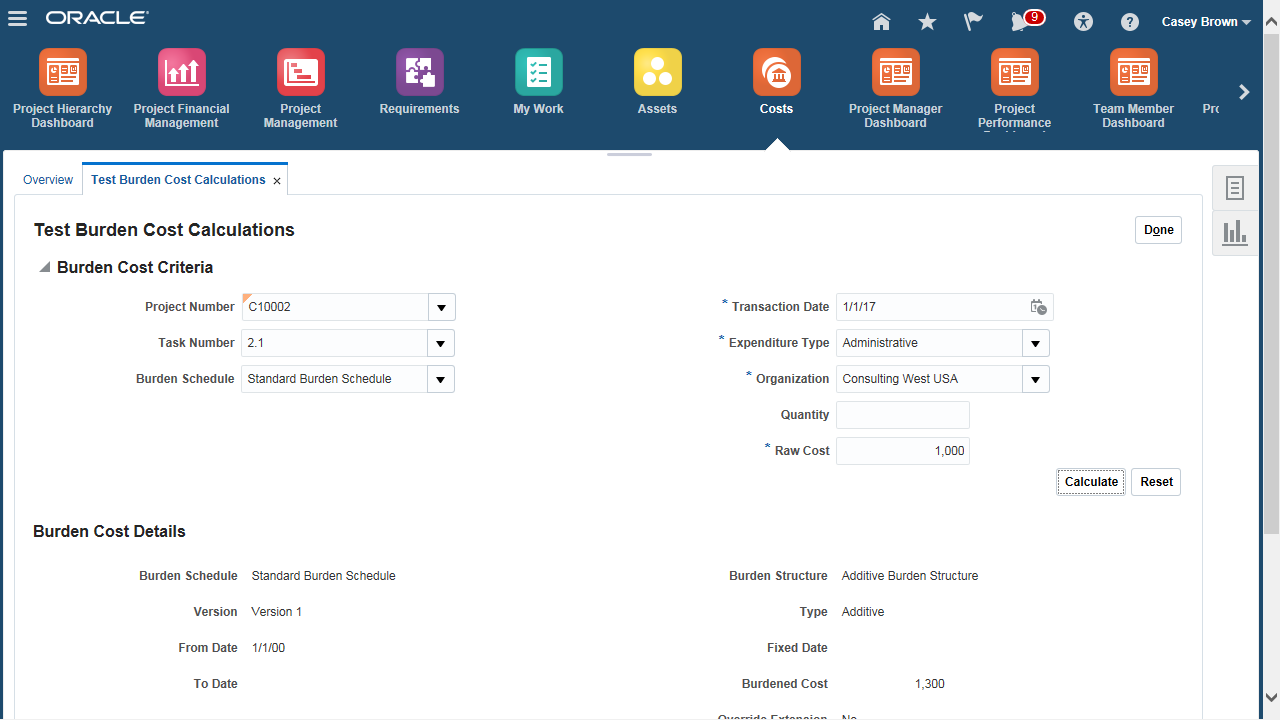 ORACLE
9
Casey Brown
Project Hierarchy
Dashboard
Project Financial
Management
Project
Management
Requirements
My Work
Assets
Costs
Project Manager
Dashboard
Project
Performance
Team Member
Dashboard
Overview
Test Burden Cost Calculations
Test Burden Cost Calculations
Done
Burden Cost Criteria
Project Number C10002
* Transaction Date 1/1/17
Task Number 2.1
* Expenditure Type Administrative
Burden Schedule Standard Burden Schedule
* Organization Consulting West USA
Quantity
* Raw Cost 1,000
Calculate Reset
Burden Cost Details
Burden Schedule Standard Burden Schedule
Burden Structure Additive Burden Structure
Version Version 1
Type Additive
From Date 1/1/00
Fixed Date
To Date
Burdened Cost 1,300
Override Extension No